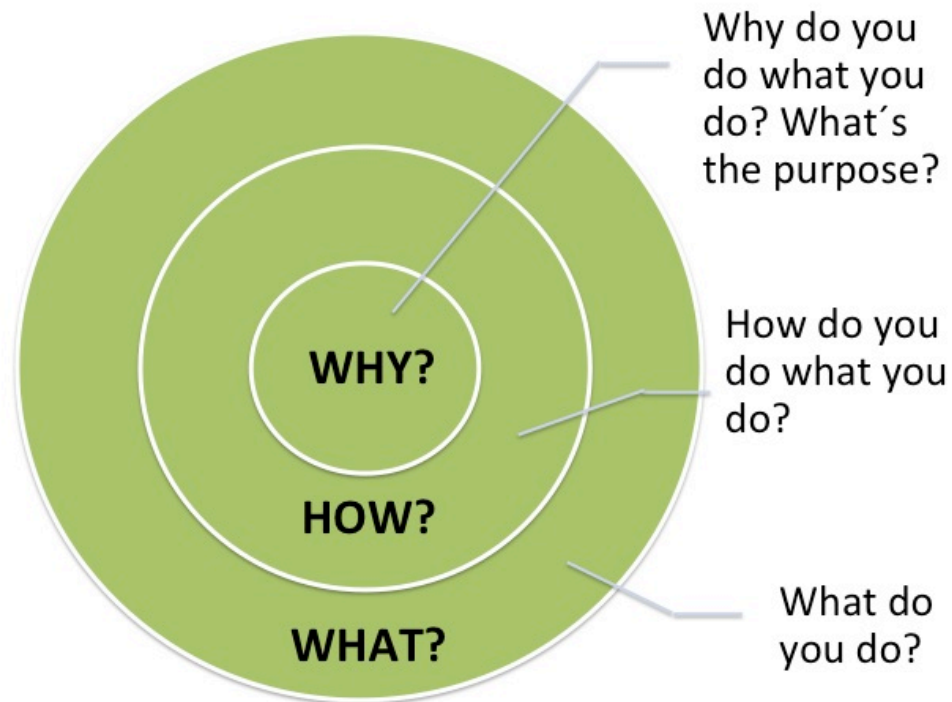 Why do you
do what you
do? What´s
the purpose?
WHY?
How do you
do what you
do?
HOW?
What do
you do?
WHAT?